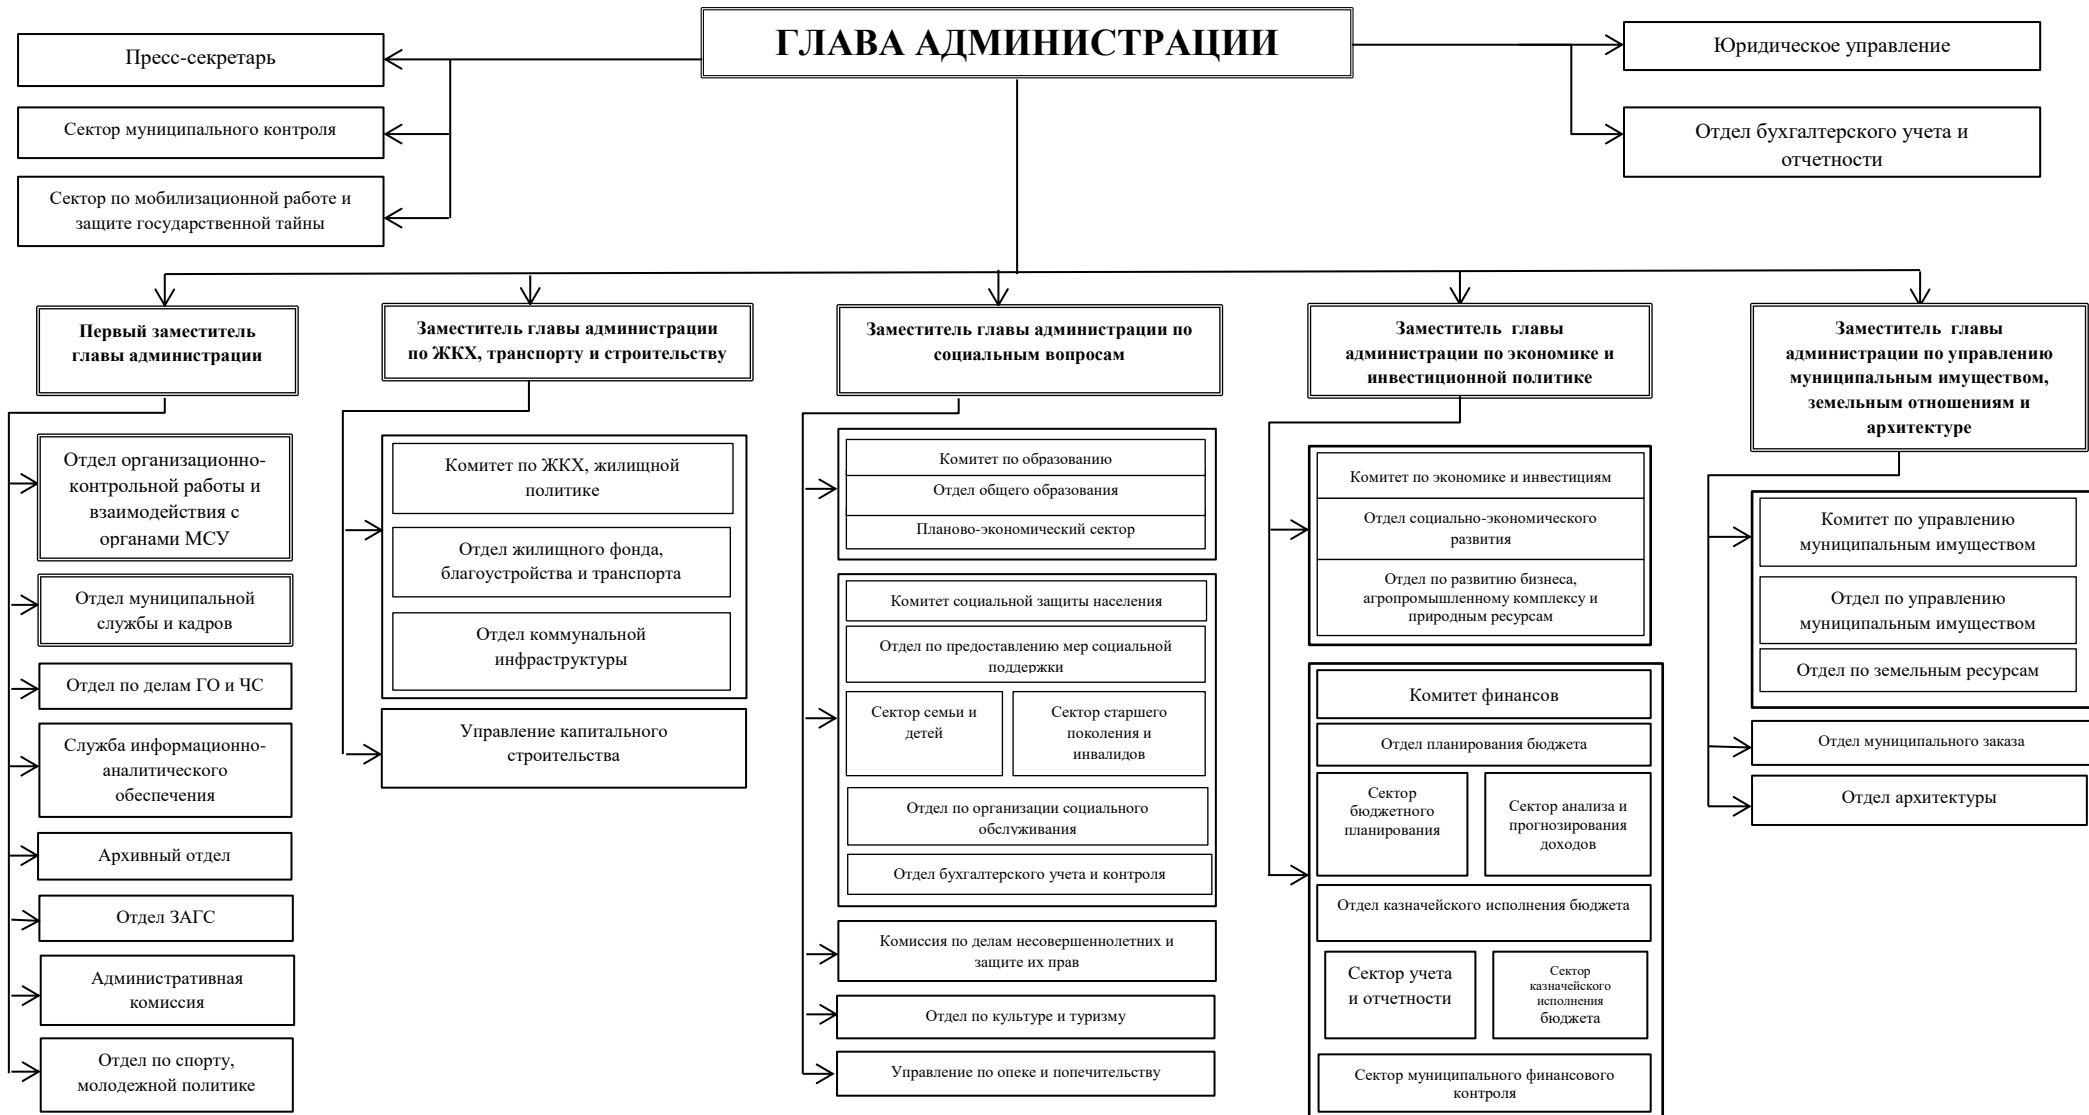 ГЛАВА АДМИНИСТРАЦИИ
Пресс-секретарь
Сектор муниципального контроля
Сектор по мобилизационной работе и
защите государственной тайны
Юридическое управление
Отдел бухгалтерского учета и
отчетности
Первый заместитель
главы администрации
Отдел организационно-
контрольной работы и
взаимодействия с
органами МСУ
Отдел муниципальной
службы и кадров
Отдел по делам ГО и ЧС
Служба информационно-
аналитического
обеспечения
Архивный отдел
Отдел ЗАГС
Административная
комиссия
Отдел по спорту,
молодежной политике
Заместитель главы администрации
по ЖКХ, транспорту и строительству
Комитет по ЖКХ, жилищной
политике
Отдел жилищного фонда,
благоустройства и транспорта
Отдел коммунальной
инфраструктуры
Управление капитального
строительства
Заместитель главы администрации по
социальным вопросам
Комитет по образованию
Отдел общего образования
Планово-экономический сектор
Комитет социальной защиты населения
Отдел по предоставлению мер социальной
поддержки
Сектор семьи и
детей
Сектор старшего
поколения и
инвалидов
Отдел по организации социального
обслуживания
Отдел бухгалтерского учета и контроля
Комиссия по делам несовершеннолетних и
защите их прав
Отдел по культуре и туризму
Управление по опеке и попечительству
Заместитель главы
администрации по экономике и
инвестиционной политике
Комитет по экономике и инвестициям
Отдел социально-экономического
развития
Отдел по развитию бизнеса,
агропромышленному комплексу и
природным ресурсам
Комитет финансов
Отдел планирования бюджета
Сектор
бюджетного
планирования
Сектор анализа и
прогнозирования
доходов
Отдел казначейского исполнения бюджета
Сектор учета
и отчетности
Сектор
казначейского
исполнения
бюджета
Сектор муниципального финансового
контроля
Заместитель главы
администрации по управлению
муниципальным имуществом,
земельным отношениям и
архитектуре
Комитет по управлению
муниципальным имуществом
Отдел по управлению
муниципальным имуществом
Отдел по земельным ресурсам
Отдел муниципального заказа
Отдел архитектуры